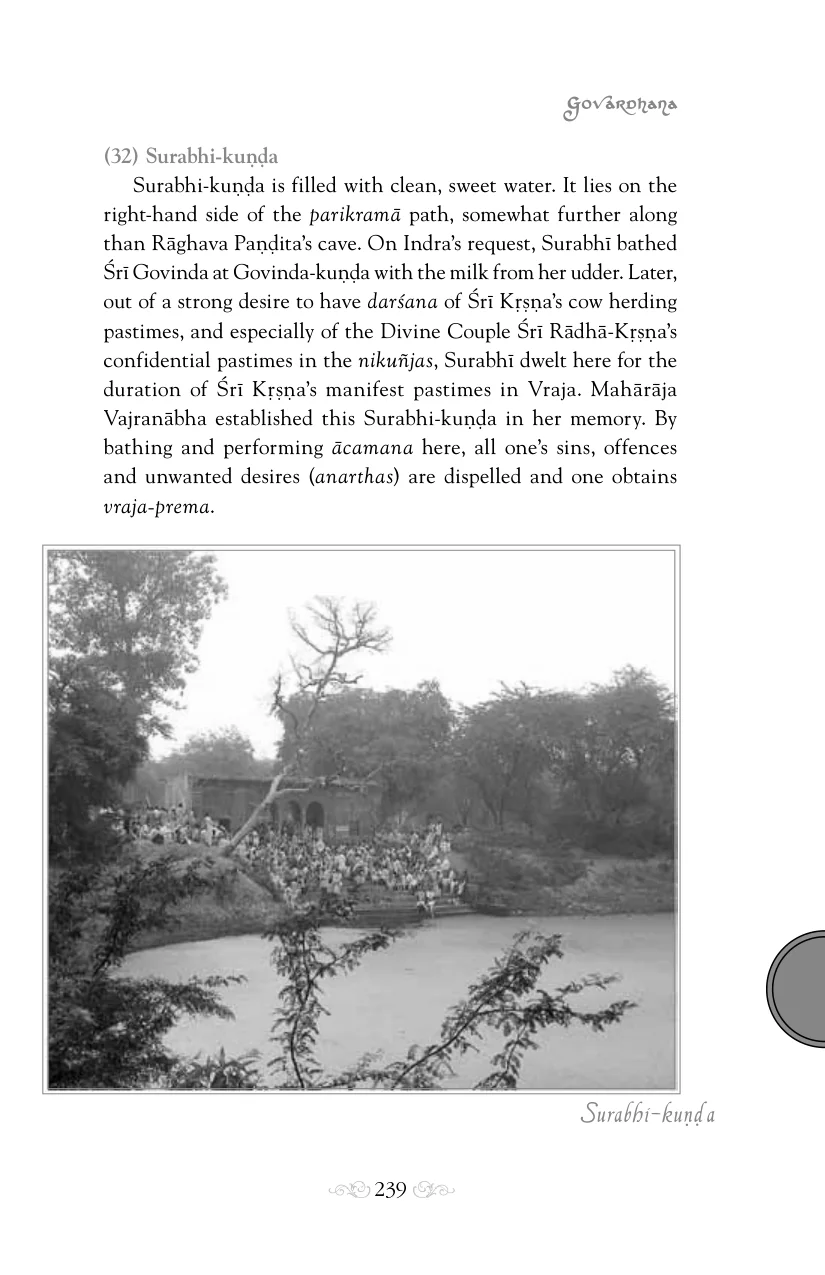 Govardhana
(32) Surabhi-kuṇḍa
Surabhi-kuṇḍa is filled with clean, sweet water. It lies on the
right-hand side of the parikramā path, somewhat further along
than Rāghava Paṇḍita’s cave. On Indra’s request, Surabhī bathed
Śrī Govinda at Govinda-kuṇḍa with the milk from her udder. Later,
out of a strong desire to have darśana of Śrī Kṛṣṇa’s cow herding
pastimes, and especially of the Divine Couple Śrī Rādhā-Kṛṣṇa’s
confidential pastimes in the nikuñjas, Surabhī dwelt here for the
duration of Śrī Kṛṣṇa’s manifest pastimes in Vraja. Mahārāja
Vajranābha established this Surabhi-kuṇḍa in her memory. By
bathing and performing ācamana here, all one’s sins, offences
and unwanted desires (anarthas) are dispelled and one obtains
vraja-prema.
Surabhi-kuṇḍa
239